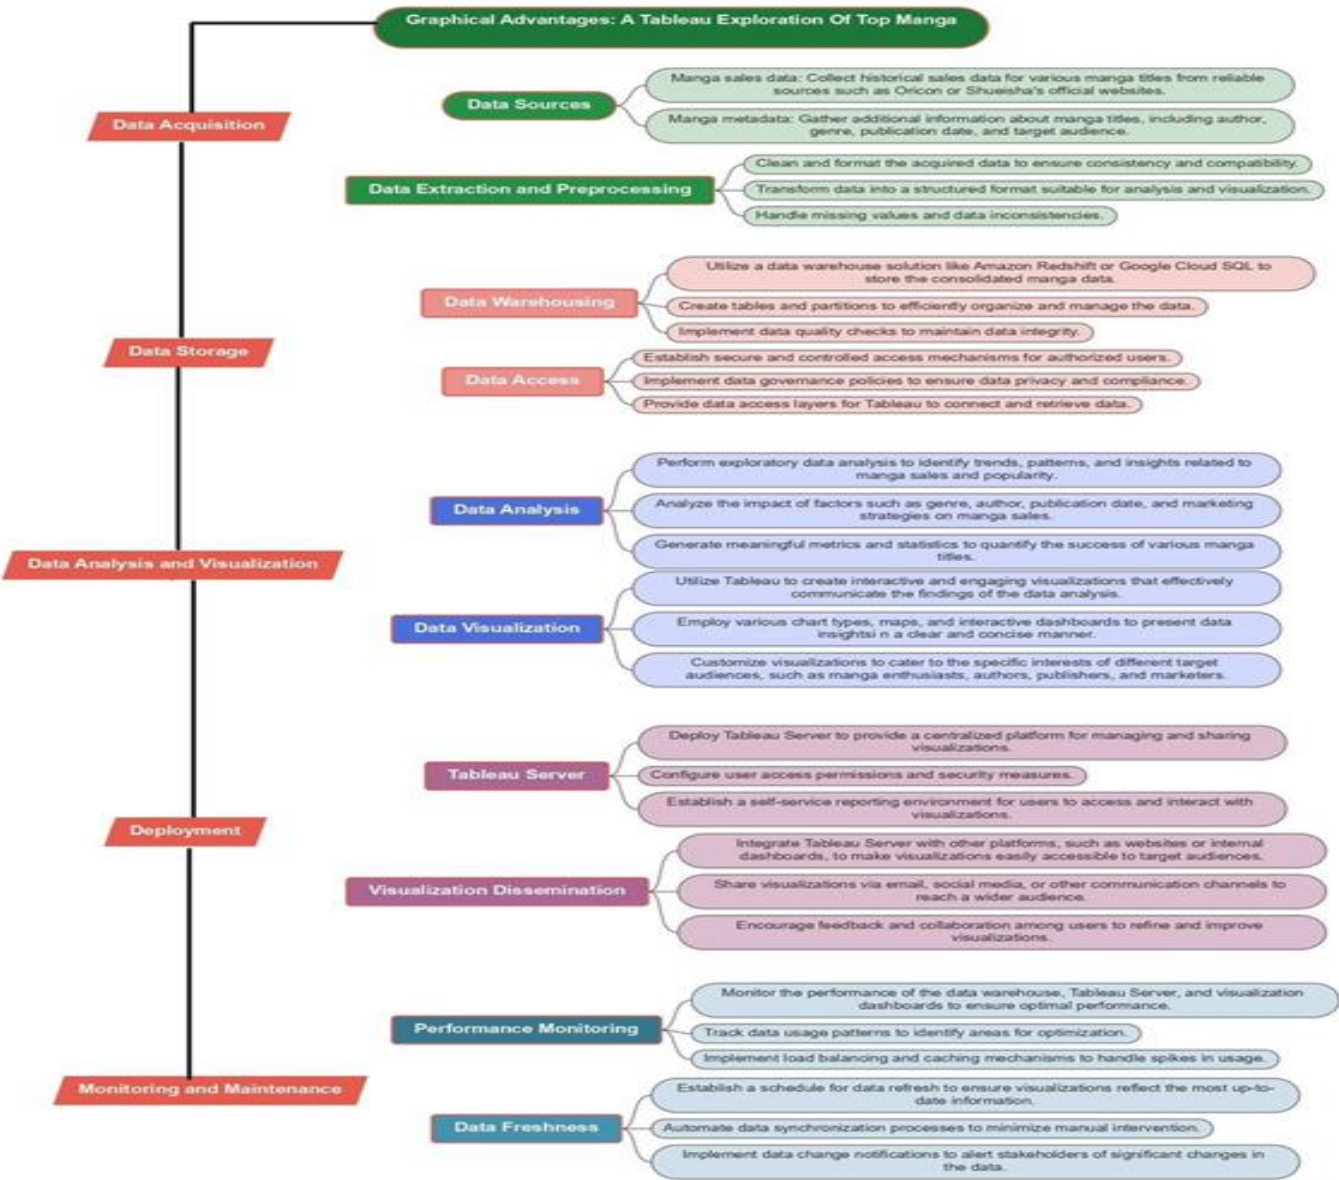 Graphical Advantages: A Tableau Exploration Of Top Manga
Data Acquisition
Data Sources
Manga sales data: Collect historical sales data for various manga titles from reliable
sources such as Oricon or Shueisha's official websites.
Manga metadata: Gather additional information about manga titles, including author,
genre, publication date, and target audience.
Data Extraction and Preprocessing
Clean and format the acquired data to ensure consistency and compatibility.
Transform data into a structured format suitable for analysis and visualization.
Handle missing values and data inconsistencies.
Data Storage
Data Warehousing
Utilize a data warehouse solution like Amazon Redshift or Google Cloud SQL to
store the consolidated manga data.
Create tables and partitions to efficiently organize and manage the data.
Implement data quality checks to maintain data integrity.
Data Access
Establish secure and controlled access mechanisms for authorized users.
Implement data governance policies to ensure data privacy and compliance.
Provide data access layers for Tableau to connect and retrieve data.
Data Analysis and Visualization
Data Analysis
Perform exploratory data analysis to identify trends, patterns, and insights related to
manga sales and popularity.
Analyze the impact of factors such as genre, author, publication date, and marketing
strategies on manga sales.
Generate meaningful metrics and statistics to quantify the success of various manga
titles.
Data Visualization
Utilize Tableau to create interactive and engaging visualizations that effectively
communicate the findings of the data analysis.
Employ various chart types, maps, and interactive dashboards to present data
insightsi n a clear and concise manner.
Customize visualizations to cater to the specific interests of different target
audiences, such as manga enthusiasts, authors, publishers, and marketers.
Deployment
Tableau Server
Deploy Tableau Server to provide a centralized platform for managing and sharing
visualizations.
Configure user access permissions and security measures.
Establish a self-service reporting environment for users to access and interact with
visualizations.
Visualization Dissemination
Integrate Tableau Server with other platforms, such as websites or internal
dashboards, to make visualizations easily accessible to target audiences.
Share visualizations via email, social media, or other communication channels to
reach a wider audience.
Encourage feedback and collaboration among users to refine and improve
visualizations.
Monitoring and Maintenance
Performance Monitoring
Monitor the performance of the data warehouse, Tableau Server, and visualization
dashboards to ensure optimal performance.
Track data usage patterns to identify areas for optimization.
Implement load balancing and caching mechanisms to handle spikes in usage.
Data Freshness
Establish a schedule for data refresh to ensure visualizations reflect the most up-to-
date information.
Automate data synchronization processes to minimize manual intervention.
Implement data change notifications to alert stakeholders of significant changes in
the data.